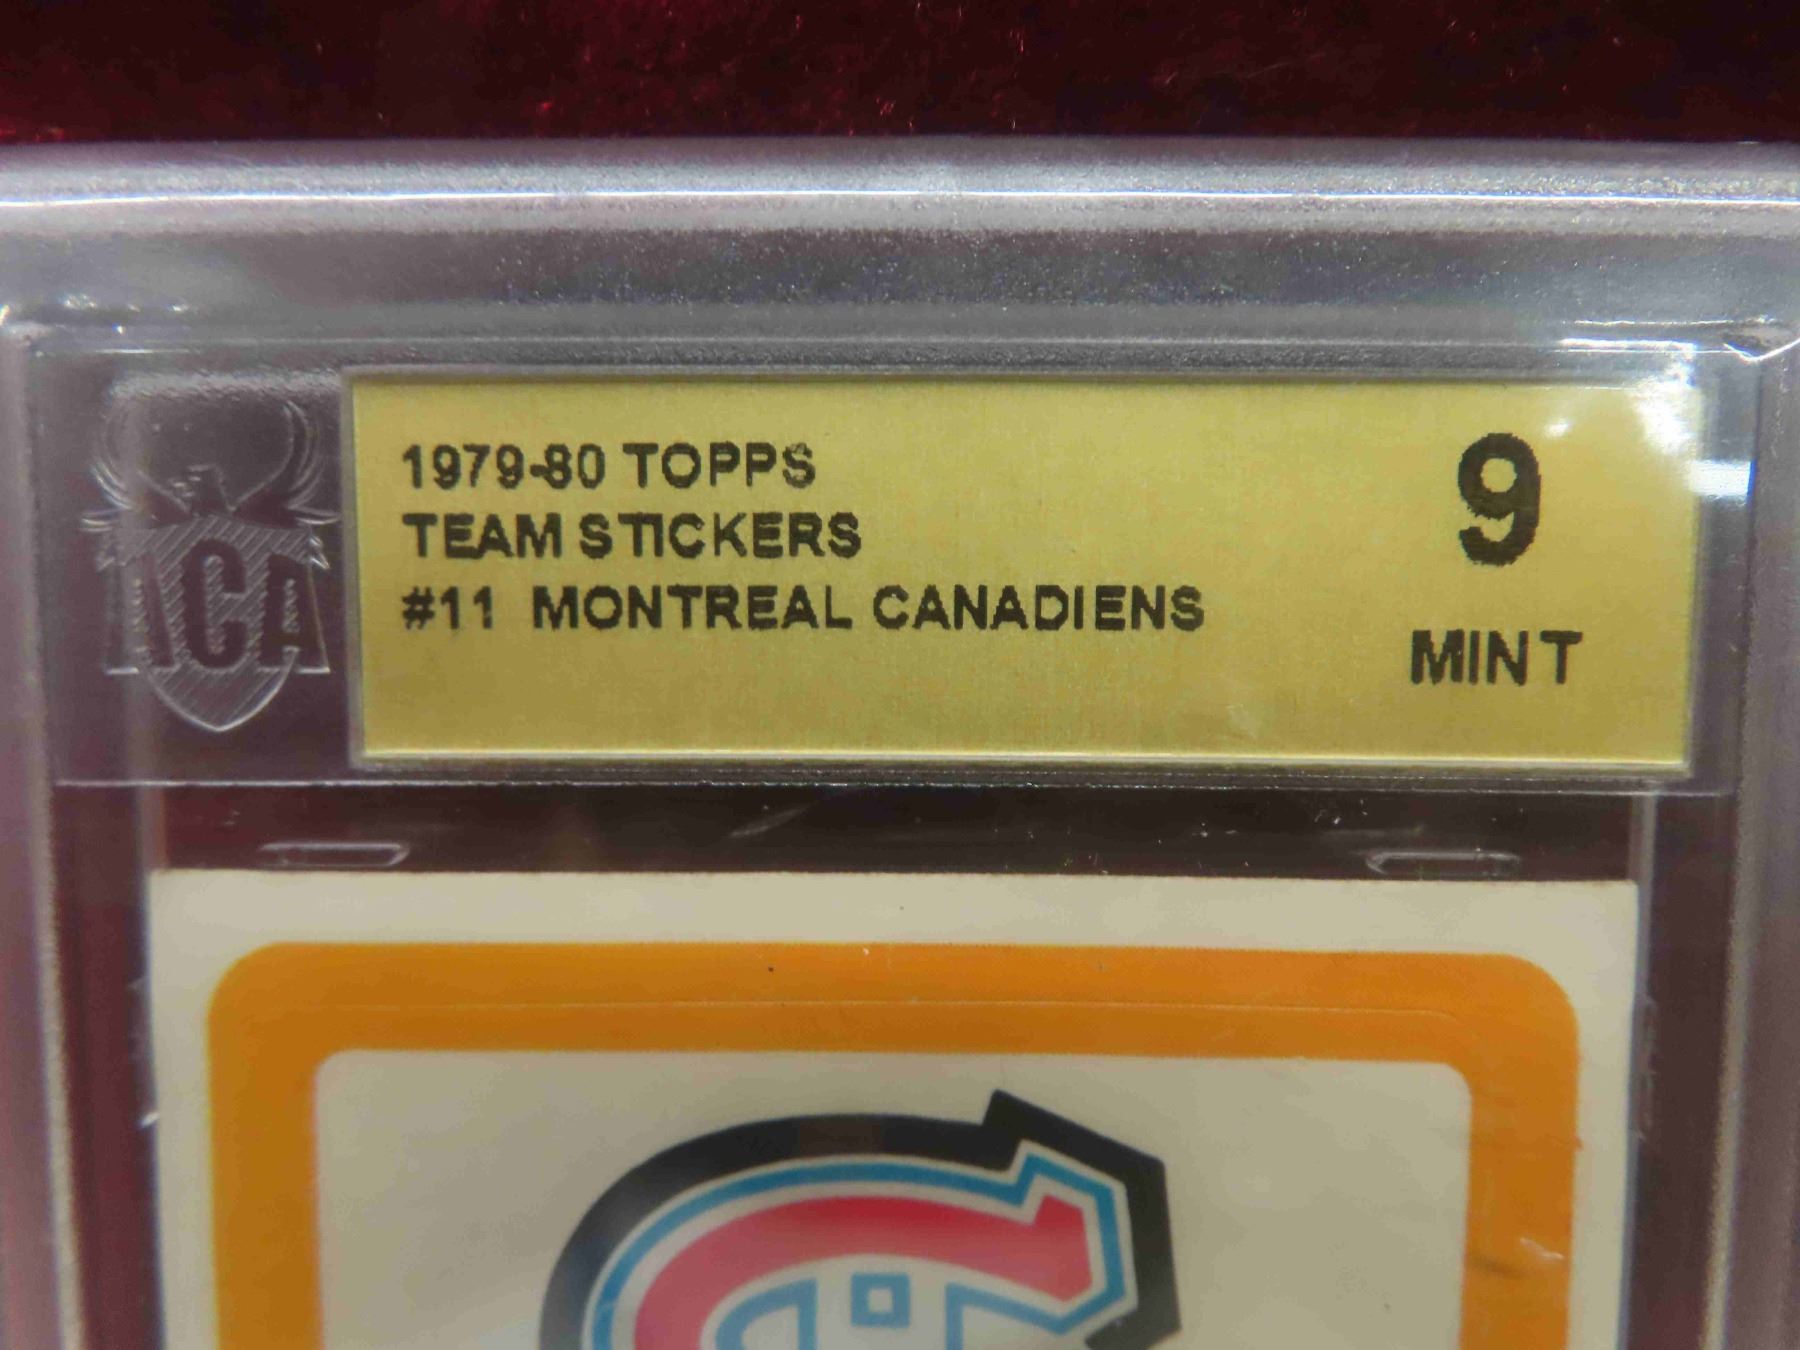 1979-80 TOPPS
TEAM STICKERS
#11 MONTREAL CANADIENS
9
MINT
ACA